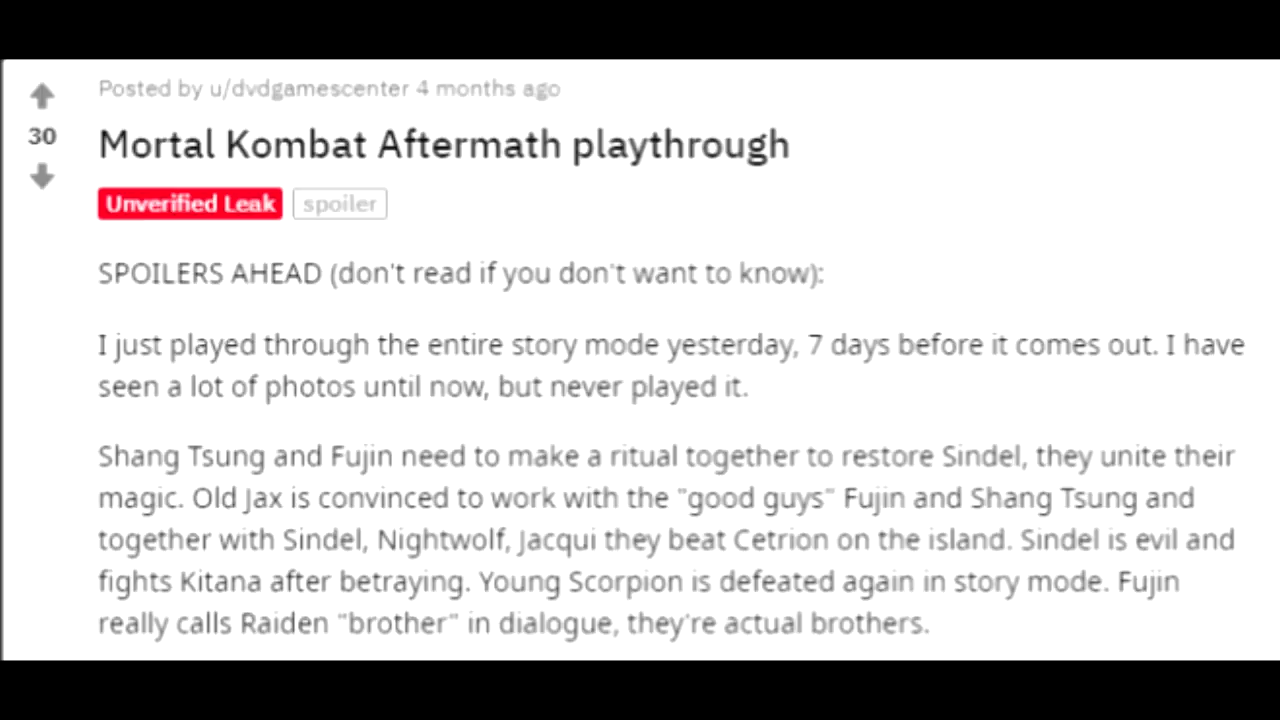 Posted by u/dvdgamescenter 4 months ago
30
Mortal Kombat Aftermath playthrough
Unverified Leak spoiler
SPOILERS AHEAD (don't read if you don't want to know):
I just played through the entire story mode yesterday, 7 days before it comes out. I have
seen a lot of photos until now, but never played it.
Shang Tsung and Fujin need to make a ritual together to restore Sindel, they unite their
magic. Old Jax is convinced to work with the "good guys" Fujin and Shang Tsung and
together with Sindel, Nightwolf, Jacqui they beat Cetrion on the island. Sindel is evil and
fights Kitana after betraying. Young Scorpion is defeated again in story mode. Fujin
really calls Raiden "brother" in dialogue, they're actual brothers.